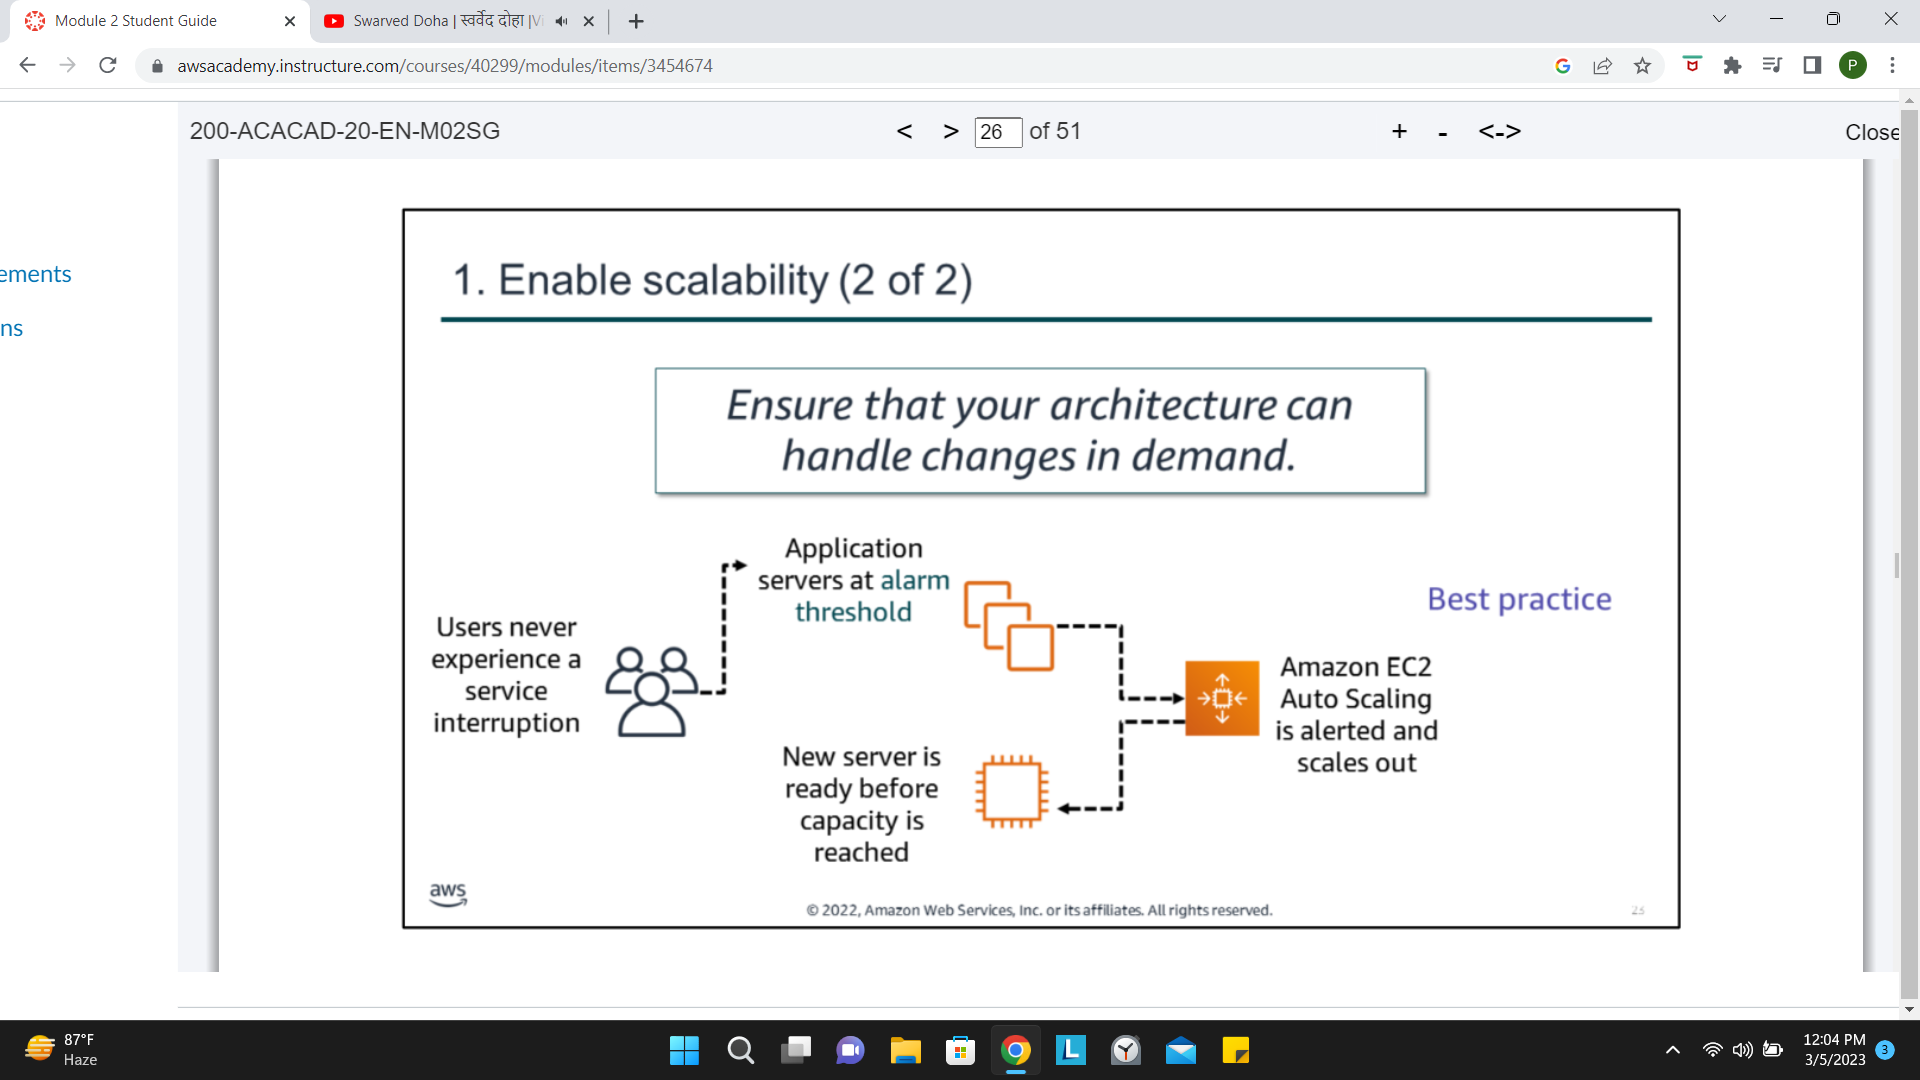 Module 2 Student Guide
Swarved Doha | स्वर्वेद दोहा |Vi
awsacademy.instructure.com/courses/40299/modules/items/3454674
P
200-ACACAD-20-EN-M02SG
< > 26 of 51
+ - <->
Close
ements
ns
1. Enable scalability (2 of 2)
Ensure that your architecture can
handle changes in demand.
Users never
experience a
service
interruption
Application
servers at alarm
threshold
Best practice
Amazon EC2
Auto Scaling
is alerted and
scales out
New server is
ready before
capacity is
reached
aws
© 2022, Amazon Web Services, Inc. or its affiliates. All rights reserved.
23
87°F
Haze
L
12:04 PM
3/5/2023
3